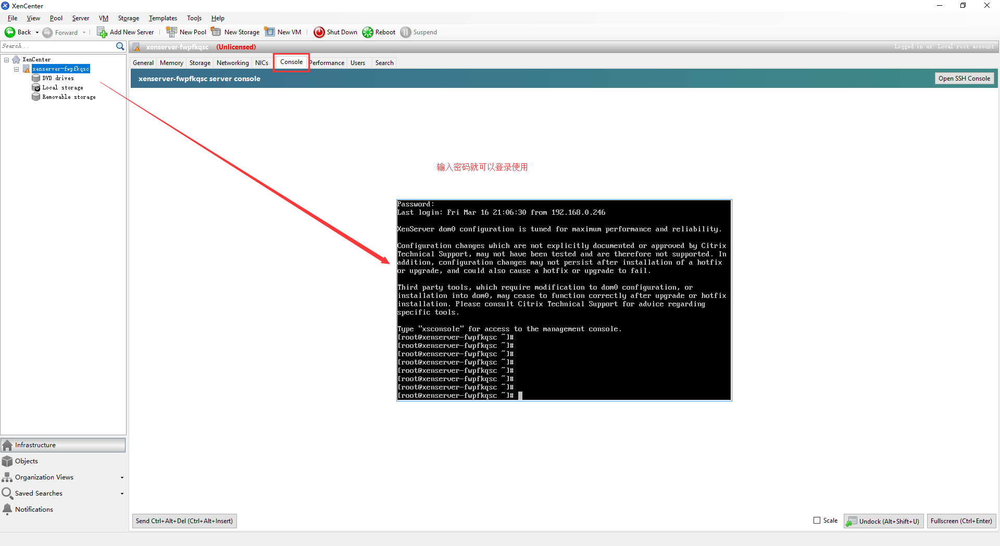 XenCenter
File View Pool Server VM Storage Templates Tools Help
Back Forward Add New Server New Pool New Storage New VM Shut Down Reboot Suspend
Search...
xenserver-fwpfkqsc (Unlicensed)
Logged in as: Local root account
XenCenter
xenserver-fwpfkqsc
DVD drives
Local storage
Removable storage
General Memory Storage Networking NICs Console Performance Users Search
xenserver-fwpfkqsc server console
Open SSH Console
输入密码就可以登录使用
Password:
Last login: Fri Mar 16 21:06:30 from 192.168.0.246
XenServer dom0 configuration is tuned for maximum performance and reliability.
Configuration changes which are not explicitly documented or approved by Citrix
Technical Support, may not have been tested and are therefore not supported. In
addition, configuration changes may not persist after installation of a hotfix
or upgrade, and could also cause a hotfix or upgrade to fail.
Third party tools, which require modification to dom0 configuration, or
installation into dom0, may cease to function correctly after upgrade or hotfix
installation. Please consult Citrix Technical Support for advice regarding
specific tools.
Type "xsconsole" for access to the management console.
[root@xenserver-fwpfkqsc ~]#
[root@xenserver-fwpfkqsc ~]#
[root@xenserver-fwpfkqsc ~]#
[root@xenserver-fwpfkqsc ~]#
[root@xenserver-fwpfkqsc ~]#
[root@xenserver-fwpfkqsc ~]#
[root@xenserver-fwpfkqsc ~]#
[root@xenserver-fwpfkqsc ~]#
Infrastructure
Objects
Organization Views
Saved Searches
Notifications
Send Ctrl+Alt+Del (Ctrl+Alt+Insert)
Scale
Undock (Alt+Shift+U)
Fullscreen (Ctrl+Enter)